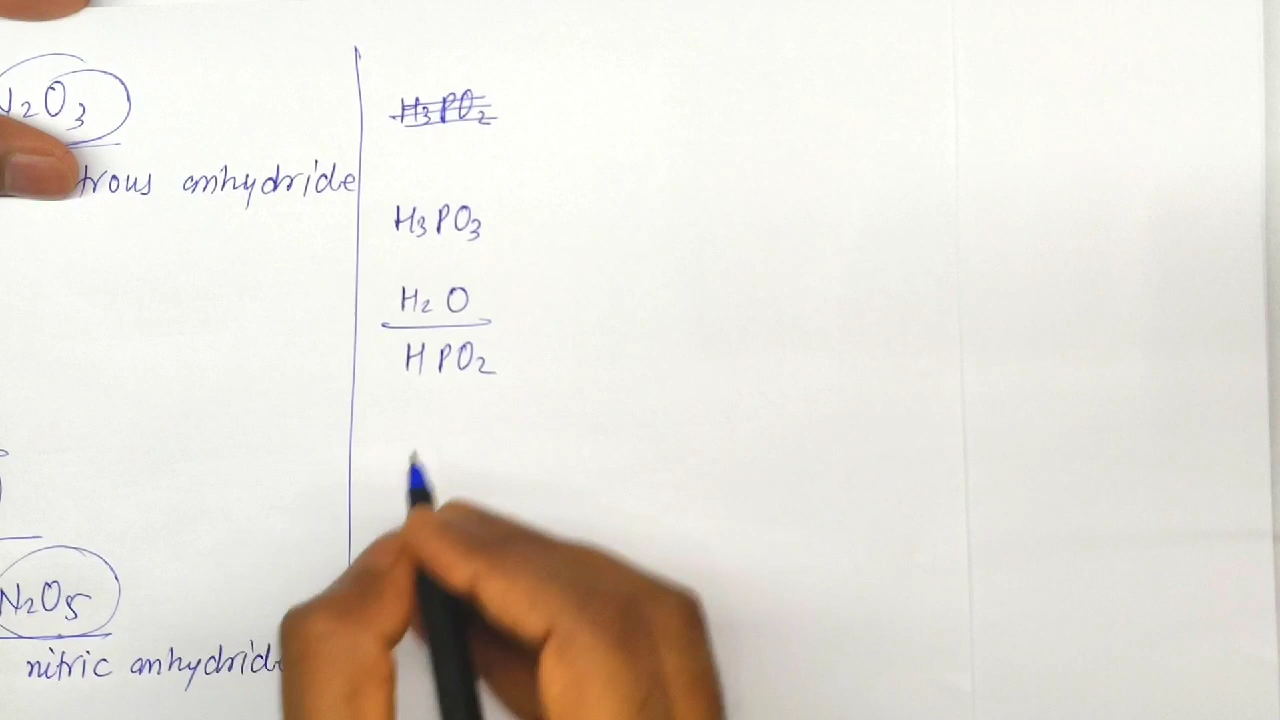 N2O3
trous anhydride
N2O5
nitric anhydride
H3PO2
H3PO3
H2O
HPO2